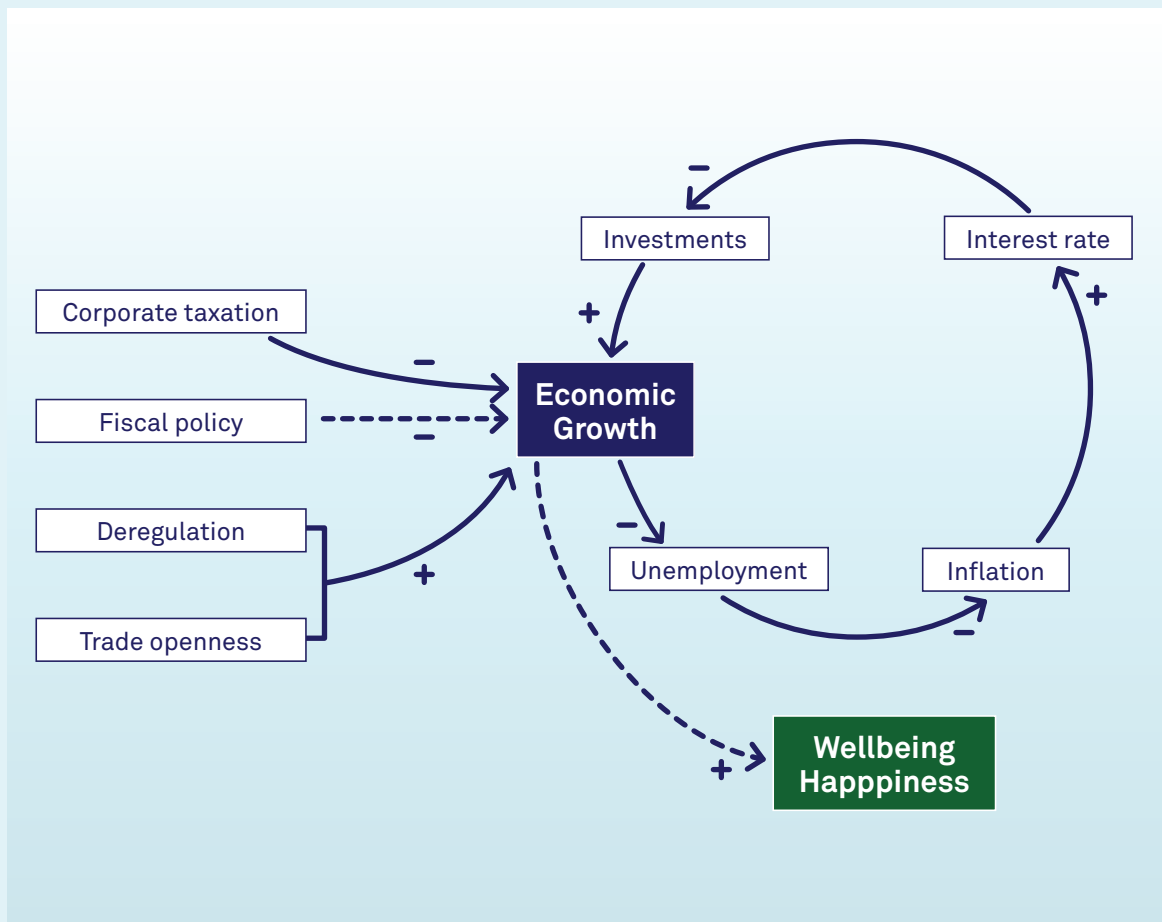 Investments
Interest rate
Corporate taxation
Economic
Growth
Fiscal policy
Deregulation
Trade openness
Unemployment
Inflation
Wellbeing
Happpiness
−
+
−
+
−
−
+
−
−
+